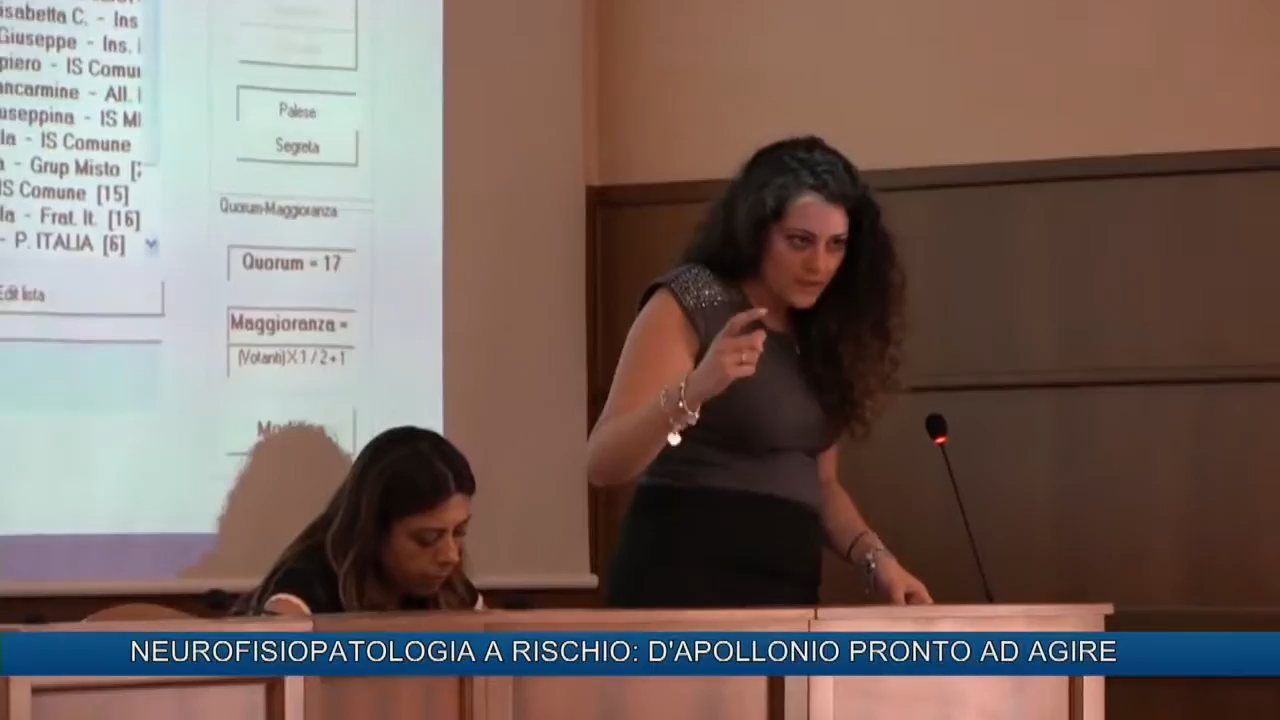 isabetta C. - Ins
Giuseppe - Ins.
piero - IS Comu
ancarmine - All.
useppina - IS MI
la - IS Comune
- Grup Misto
IS Comune [15]
la - Frat. It. [16]
- P. ITALIA [6]
Edit lista
Palese
Segreta
Quorum-Maggioranza
Quorum = 17
Maggioranza =
(Votanti)X 1 / 2 + 1
NEUROFISIOPATOLOGIA A RISCHIO: D'APOLLONIO PRONTO AD AGIRE